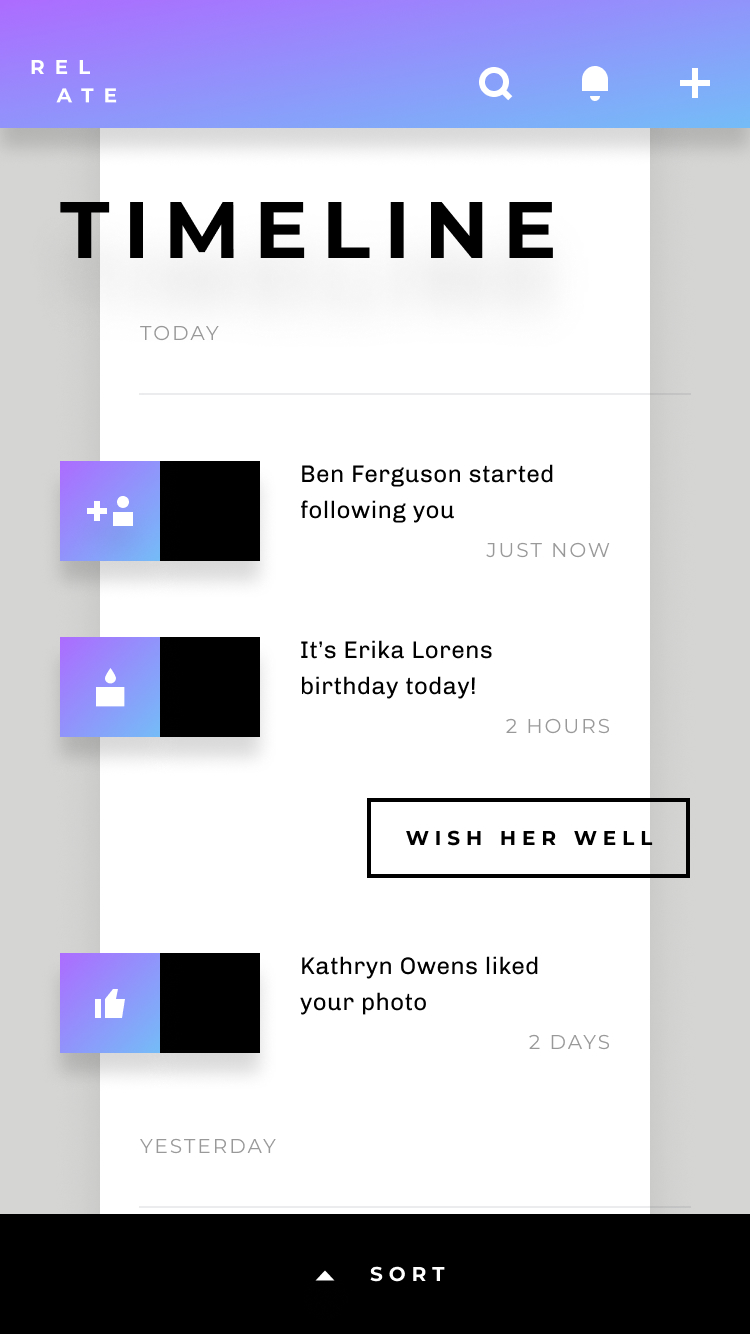 REL
ATE
TIMELINE
TODAY
Ben Ferguson started
following you
JUST NOW
It’s Erika Lorens
birthday today!
2 HOURS
WISH HER WELL
Kathryn Owens liked
your photo
2 DAYS
YESTERDAY
SORT